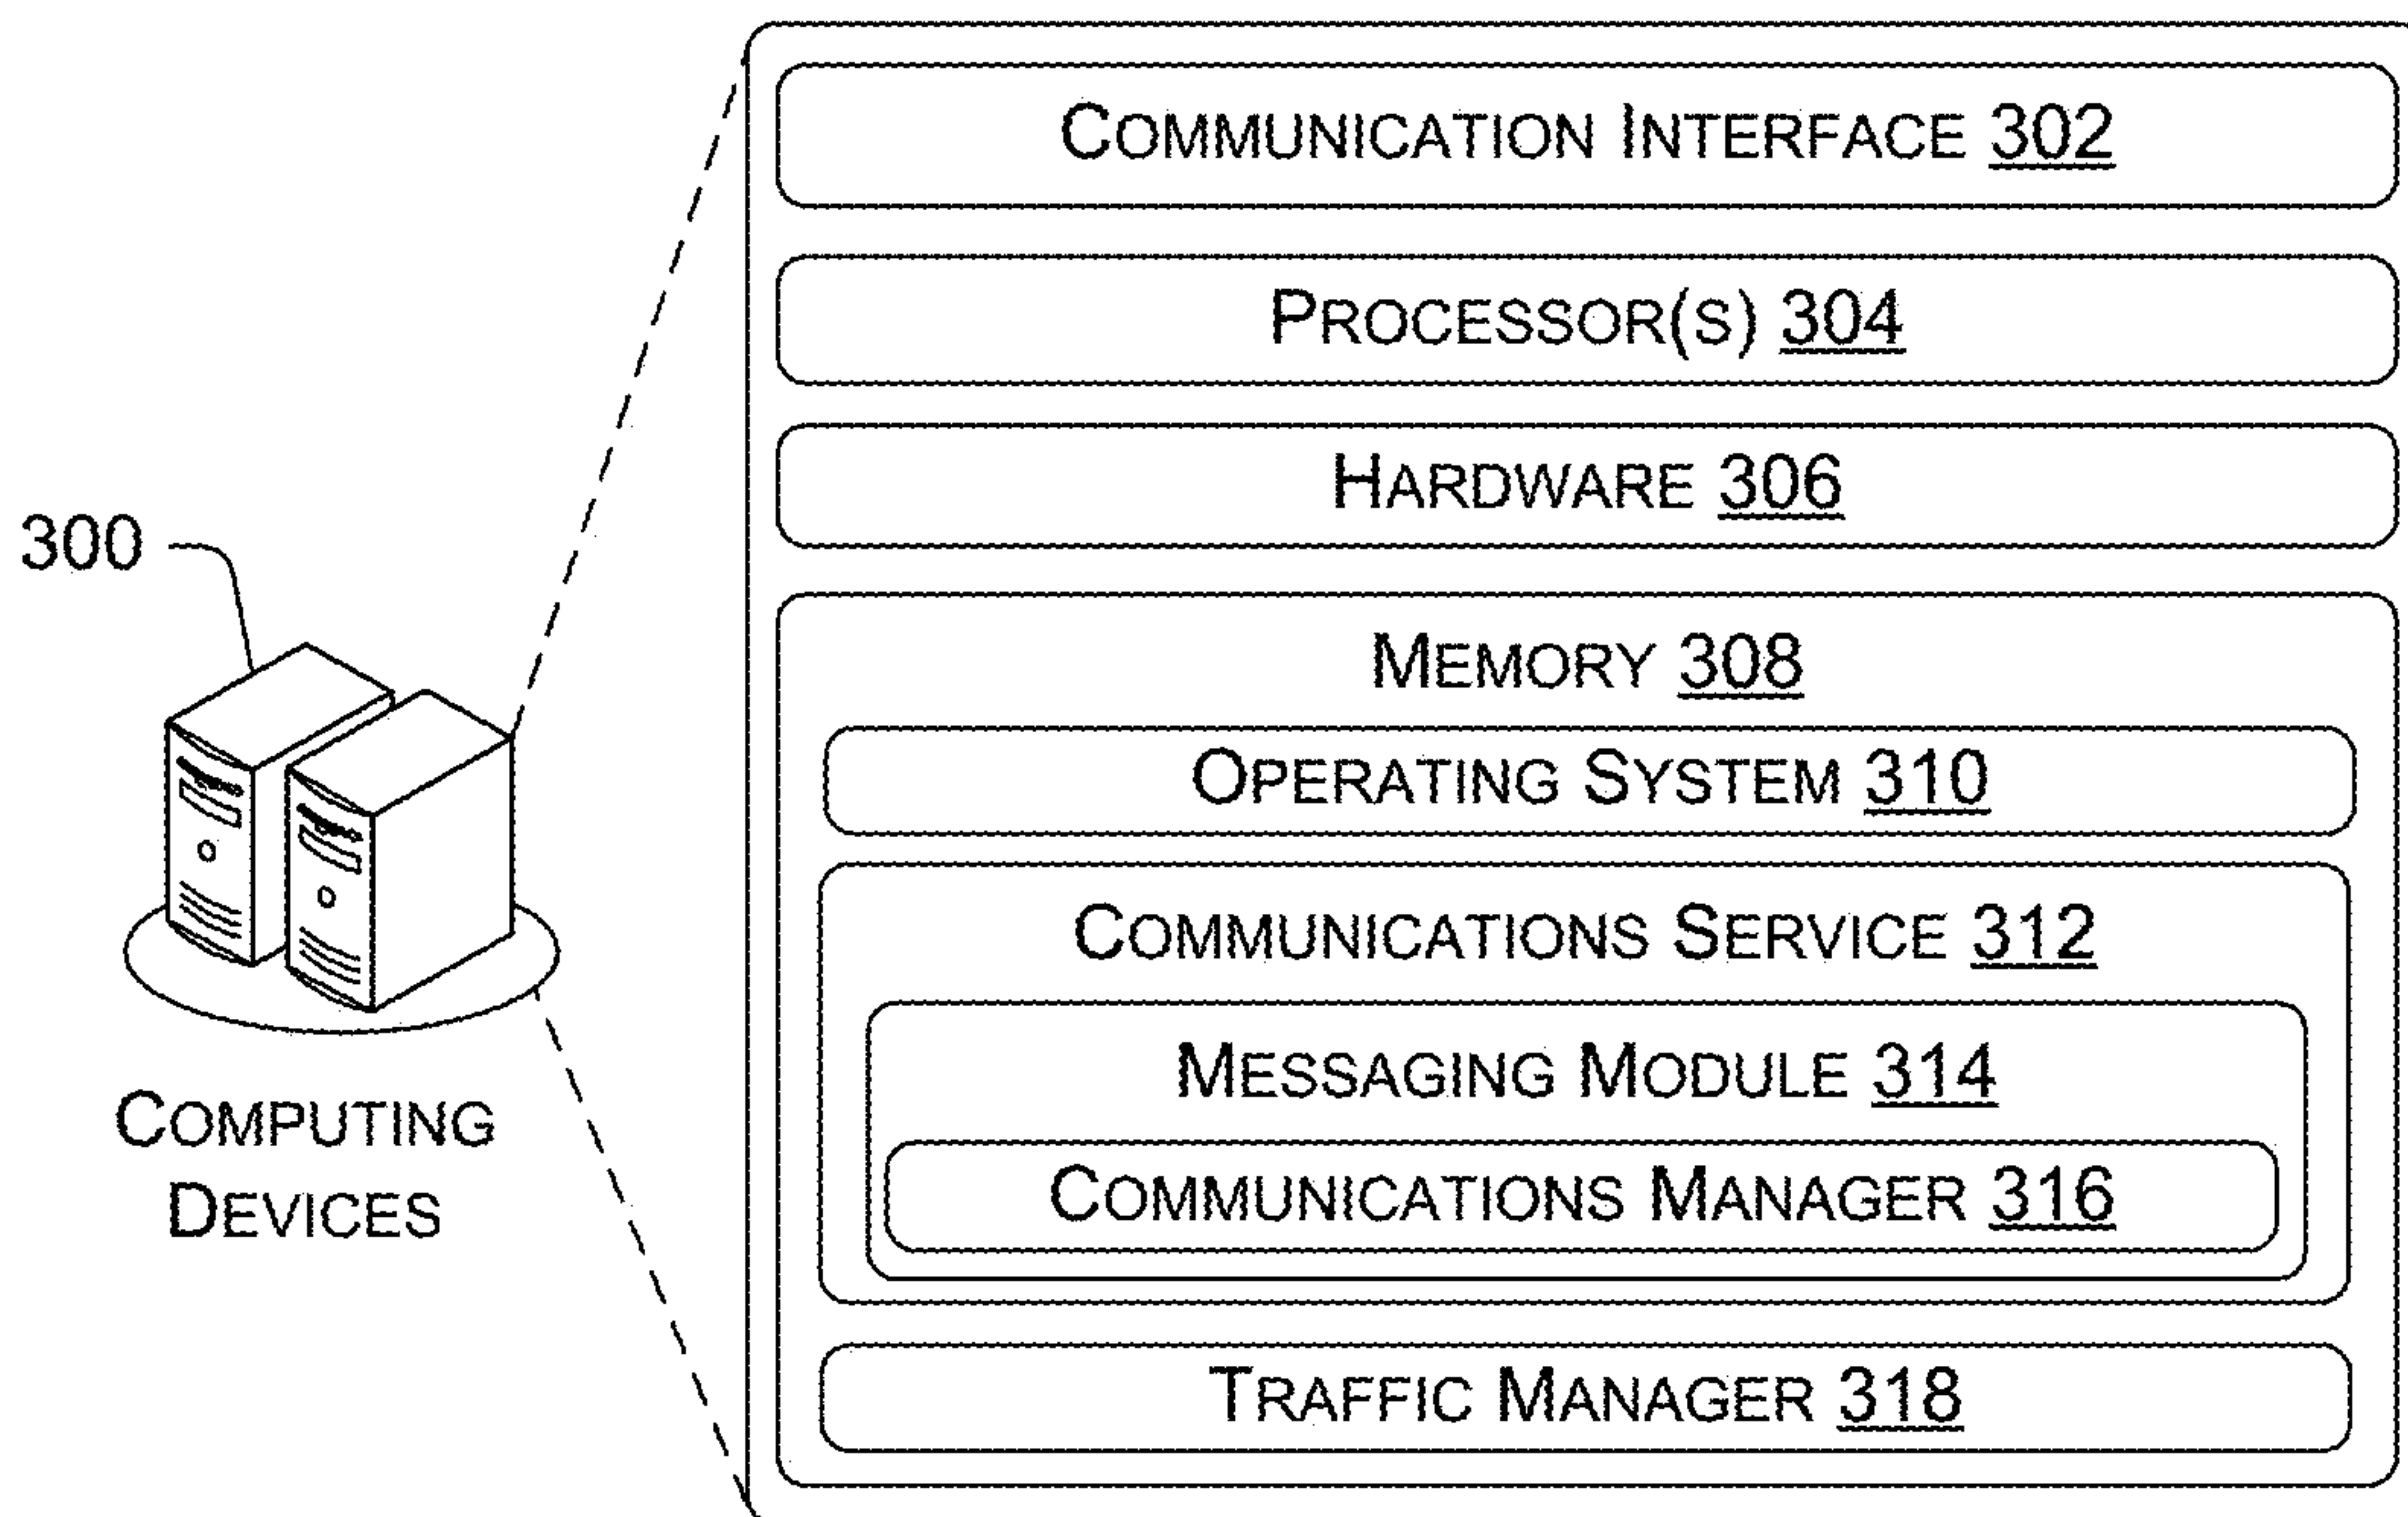 COMMUNICATION INTERFACE 302
PROCESSOR(S) 304
HARDWARE 306
300
MEMORY 308
OPERATING SYSTEM 310
COMMUNICATIONS SERVICE 312
MESSAGING MODULE 314
COMMUNICATIONS MANAGER 316
TRAFFIC MANAGER 318
COMPUTING
DEVICES